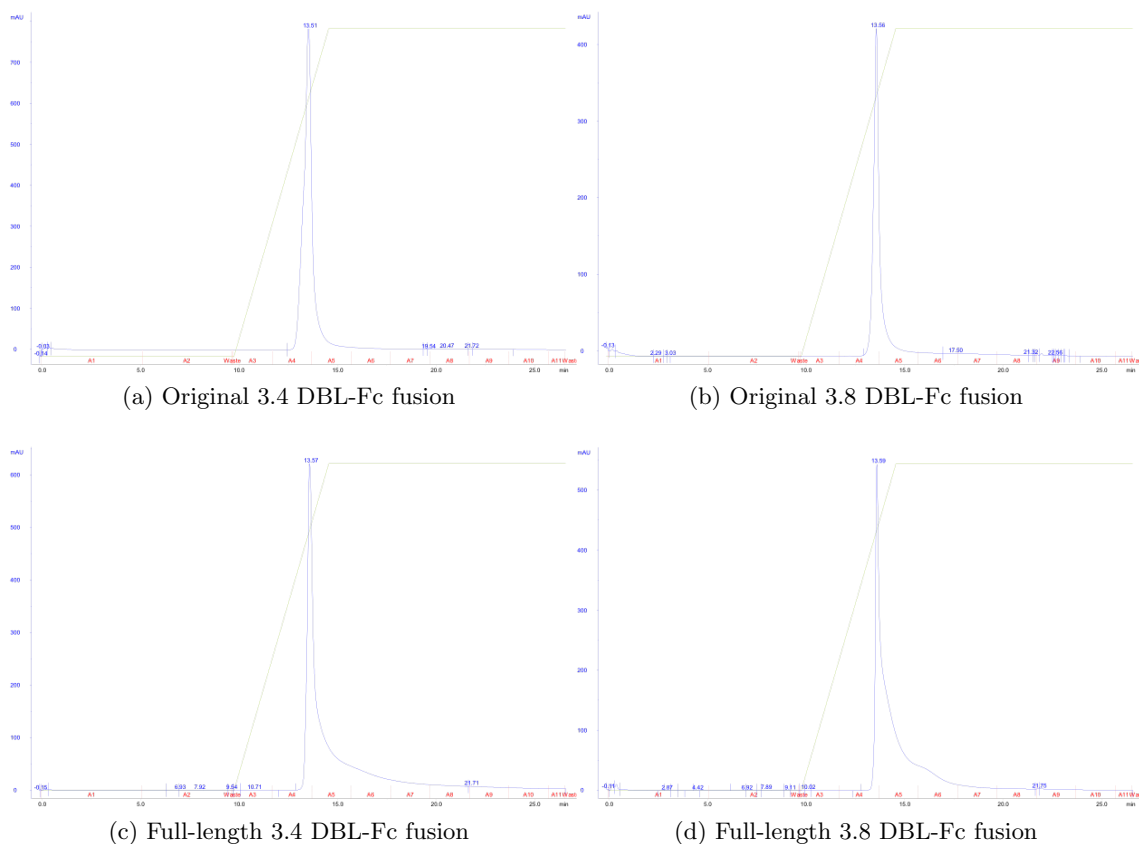 mAU
13.51
700
600
500
400
300
200
100
0
-0.03
-0.14
19.54 20.47 21.72
A1 A2 Waste A3 A4 A5 A6 A7 A8 A9 A10 A11
0.0 5.0 10.0 15.0 20.0 25.0 min
(a) Original 3.4 DBL-Fc fusion
mAU
13.56
400
300
200
100
0
-0.13
2.29 3.03 17.50 21.32 22.56
A1 A2 Waste A3 A4 A5 A6 A7 A8 A9 A10 A11
0.0 5.0 10.0 15.0 20.0 25.0 min
(b) Original 3.8 DBL-Fc fusion
mAU
13.57
600
500
400
300
200
100
0
-0.15 6.93 7.92 9.54 10.71 21.71
A1 A2 Waste A3 A4 A5 A6 A7 A8 A9 A10 A11
0.0 5.0 10.0 15.0 20.0 25.0 min
(c) Full-length 3.4 DBL-Fc fusion
mAU
13.59
500
400
300
200
100
0
-0.11 2.87 4.42 6.92 7.89 9.11 10.02 21.75
A1 A2 Waste A3 A4 A5 A6 A7 A8 A9 A10 A11
0.0 5.0 10.0 15.0 20.0 25.0 min
(d) Full-length 3.8 DBL-Fc fusion